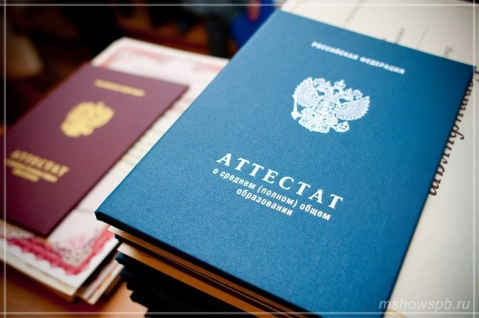 РОССИЙСКАЯ ФЕДЕРАЦИЯ
АТТЕСТАТ
о среднем (полном) общем
образовании
АТТЕСТАТ
mshowspb.ru